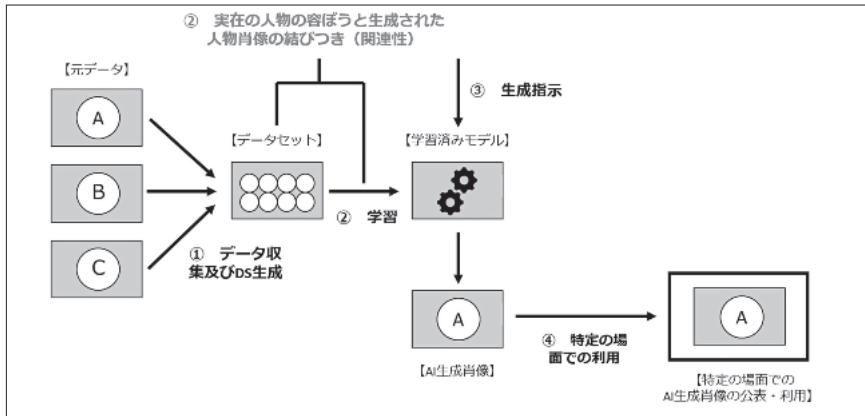 ② 実在の人物の容ぼうと生成された
人物肖像の結びつき（関連性）
【元データ】
A
B
C
【データセット】
① データ収
集及びDS生成
② 学習
③ 生成指示
【学習済みモデル】
A
【AI生成肖像】
④ 特定の場
面での利用
A
【特定の場面での
AI生成肖像の公表・利用】